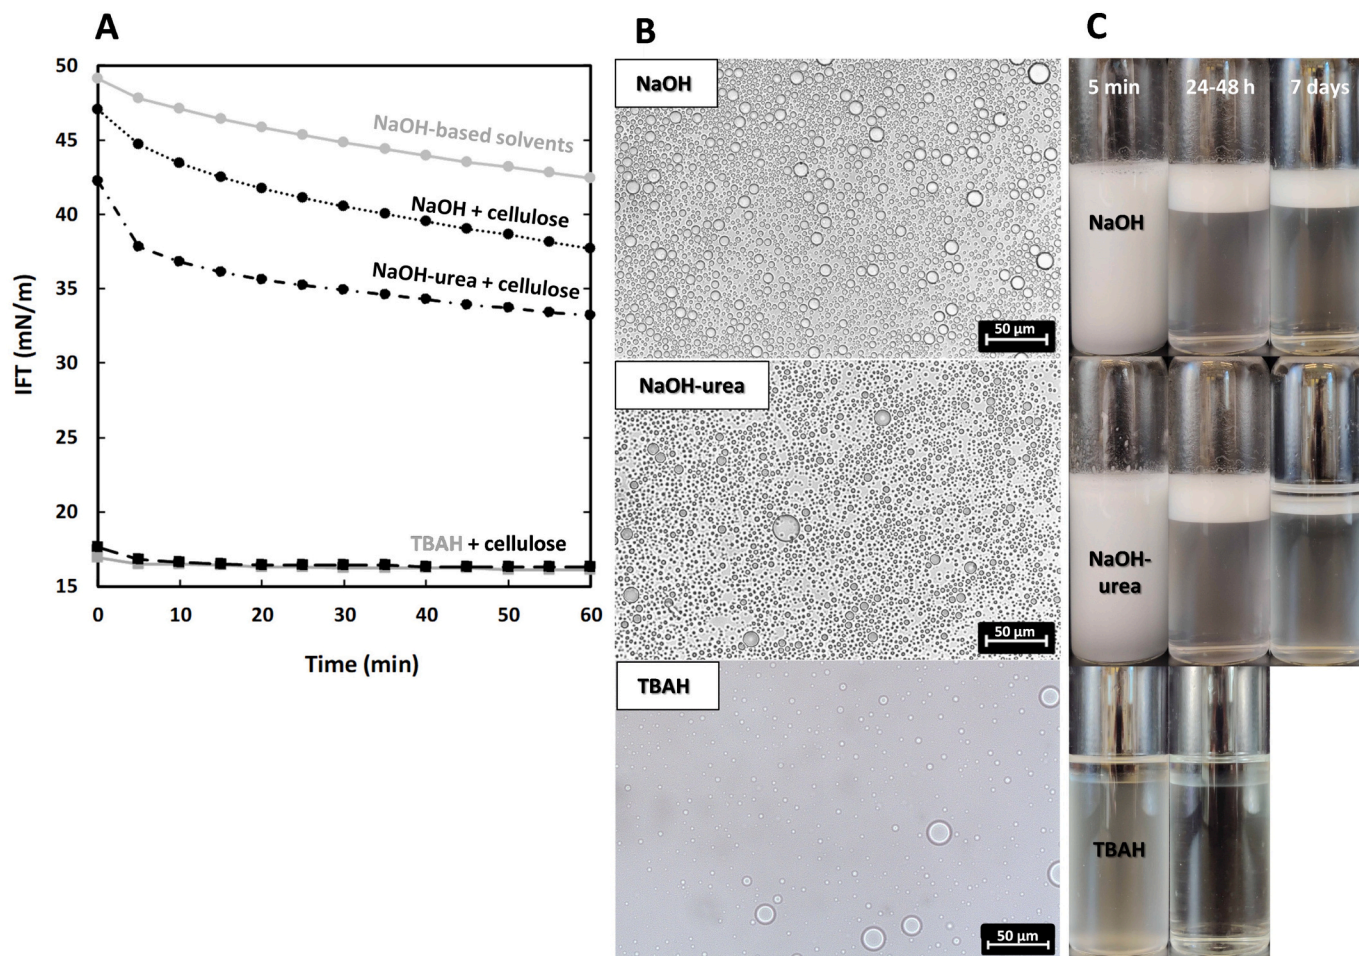 A
50
45
40
35
30
25
20
15
0
10
20
30
40
50
60
IFT (mN/m)
Time (min)
NaOH-based solvents
NaOH + cellulose
NaOH-urea + cellulose
TBAH + cellulose
B
NaOH
50 µm
NaOH-urea
50 µm
TBAH
50 µm
C
5 min
24-48 h
7 days
NaOH
NaOH-
urea
TBAH